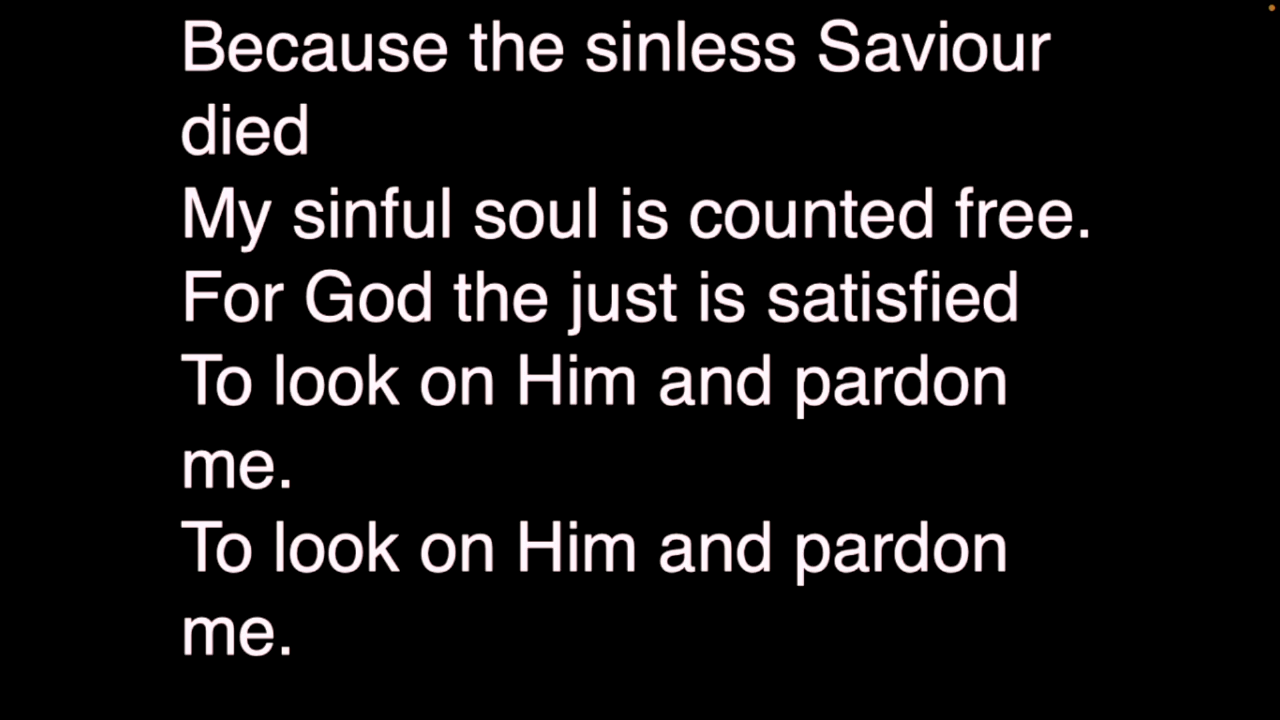 Because the sinless Saviour
died
My sinful soul is counted free.
For God the just is satisfied
To look on Him and pardon
me.
To look on Him and pardon
me.